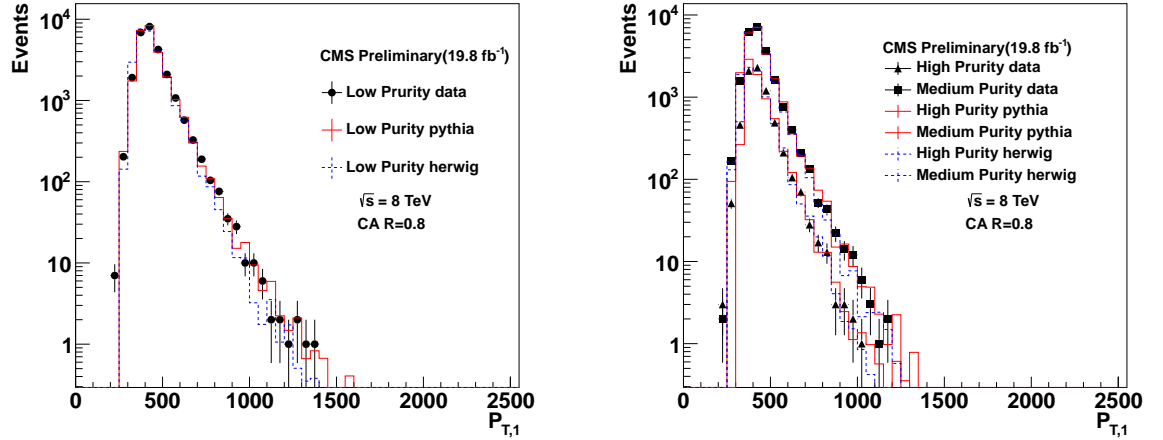 Events
10⁴
10³
10²
10
1
CMS Preliminary(19.8 fb⁻¹)
Low Prurity data
Low Purity pythia
Low Purity herwig
√s = 8 TeV
CA R=0.8
0 500 1000 1500 2000 2500
P_T,1
Events
10⁴
10³
10²
10
1
CMS Preliminary(19.8 fb⁻¹)
High Prurity data
Medium Purity data
High Purity pythia
Medium Purity pythia
High Purity herwig
Medium Purity herwig
√s = 8 TeV
CA R=0.8
0 500 1000 1500 2000 2500
P_T,1